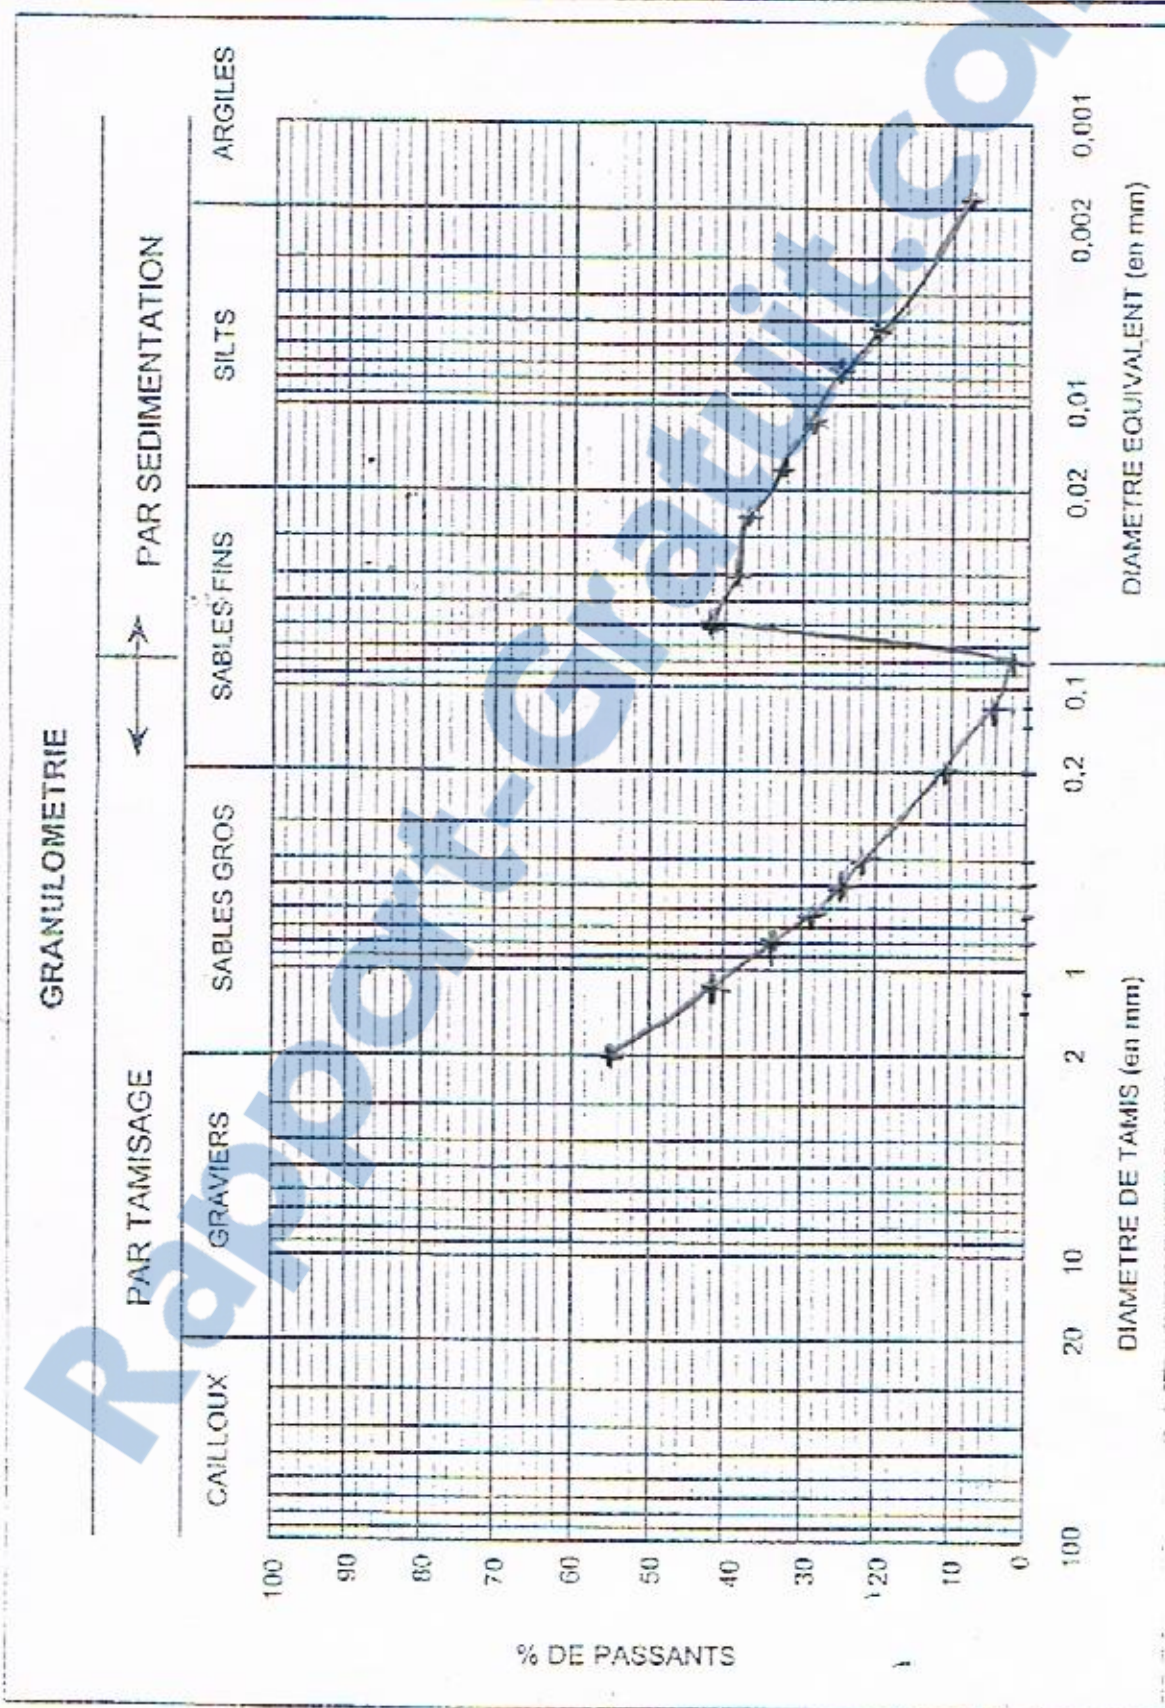 GRANULOMETRIE
PAR TAMISAGE
PAR SEDIMENTATION
CAILLOUX
GRAVIERS
SABLES GROS
SABLES FINS
SILTS
ARGILES
% DE PASSANTS
100
90
80
70
60
50
40
30
20
10
0
100
20
10
2
1
0,2
0,1
0,02
0,01
0,002
0,001
DIAMETRE DE TAMIS (en mm)
DIAMETRE EQUIVALENT (en mm)
Rapport-Gratuit.co